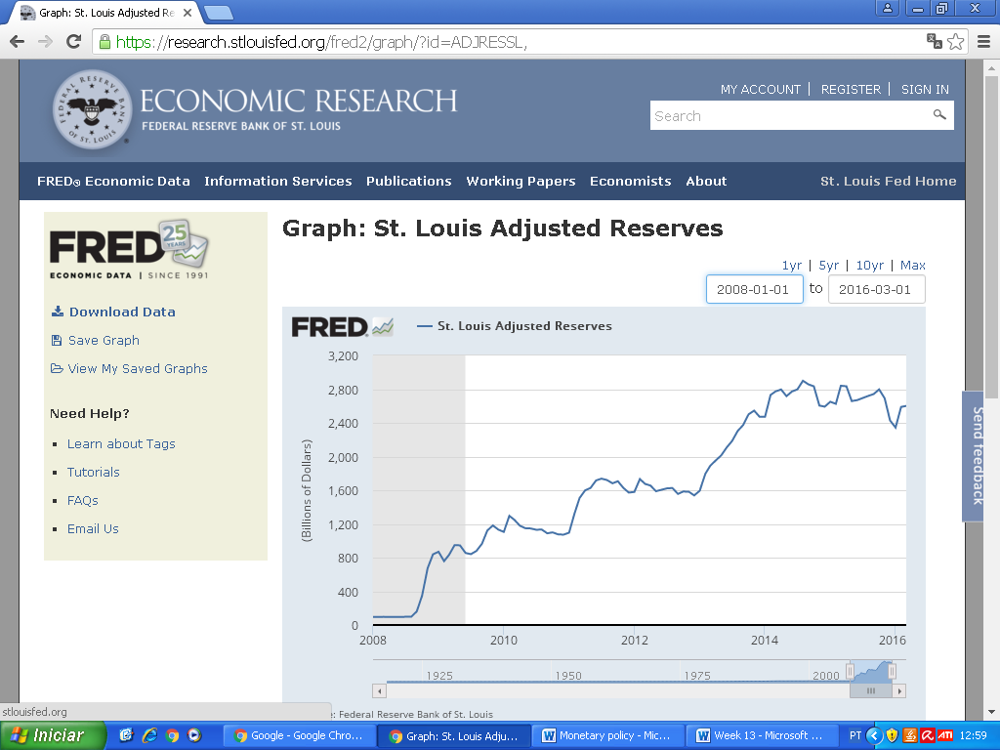 Graph: St. Louis Adjusted Re
https://research.stlouisfed.org/fred2/graph/?id=ADJRESSL,
FEDERAL RESERVE BANK
OF ST. LOUIS
ECONOMIC RESEARCH
FEDERAL RESERVE BANK OF ST. LOUIS
MY ACCOUNT | REGISTER | SIGN IN
Search
FRED® Economic Data Information Services Publications Working Papers Economists About St. Louis Fed Home
FRED 25 YEARS
ECONOMIC DATA | SINCE 1991
Download Data
Save Graph
View My Saved Graphs
Need Help?
Learn about Tags
Tutorials
FAQs
Email Us
Graph: St. Louis Adjusted Reserves
1yr | 5yr | 10yr | Max
2008-01-01 to 2016-03-01
FRED St. Louis Adjusted Reserves
(Billions of Dollars)
3,200
2,800
2,400
2,000
1,600
1,200
800
400
0
2008 2010 2012 2014 2016
1925 1950 1975 2000
: Federal Reserve Bank of St. Louis
Send feedback
stlouisfed.org
Iniciar Google - Google Chro... Graph: St. Louis Adju... Monetary policy - Mic... Week 13 - Microsoft ... PT ATI 12:59